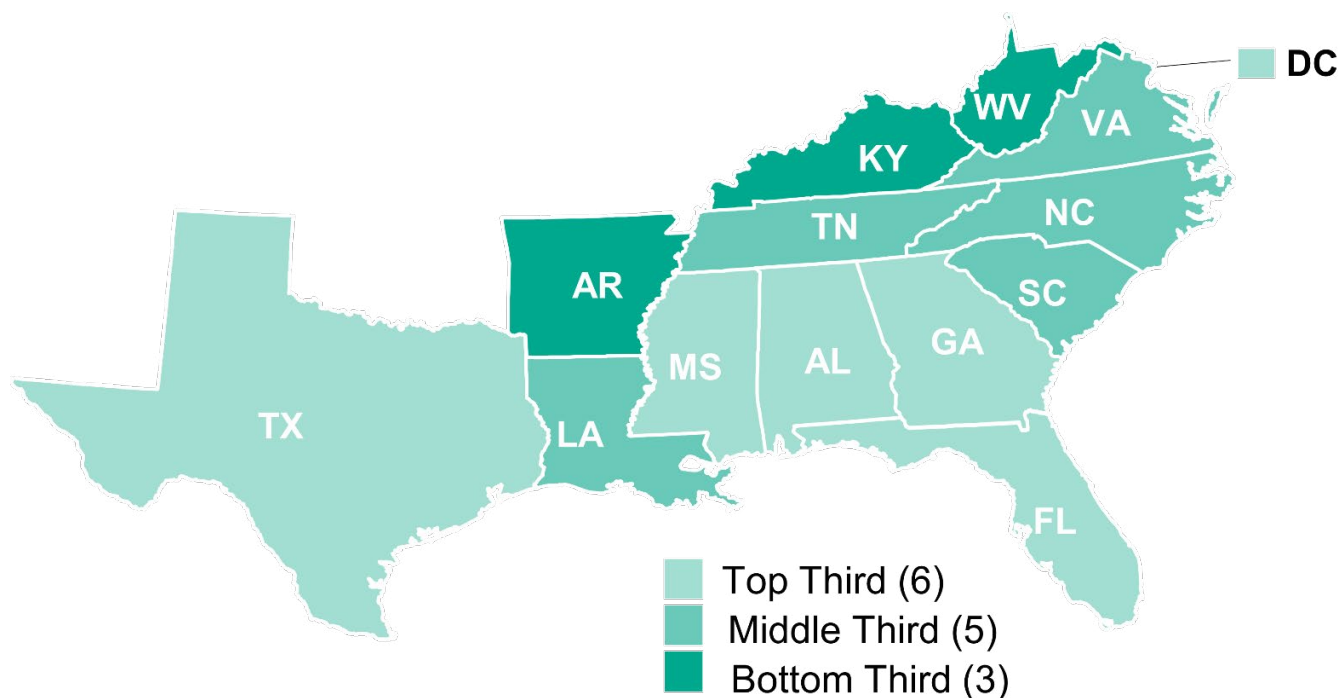 DC
WV
VA
KY
NC
TN
AR
SC
GA
MS
AL
TX
LA
FL
Top Third (6)
Middle Third (5)
Bottom Third (3)